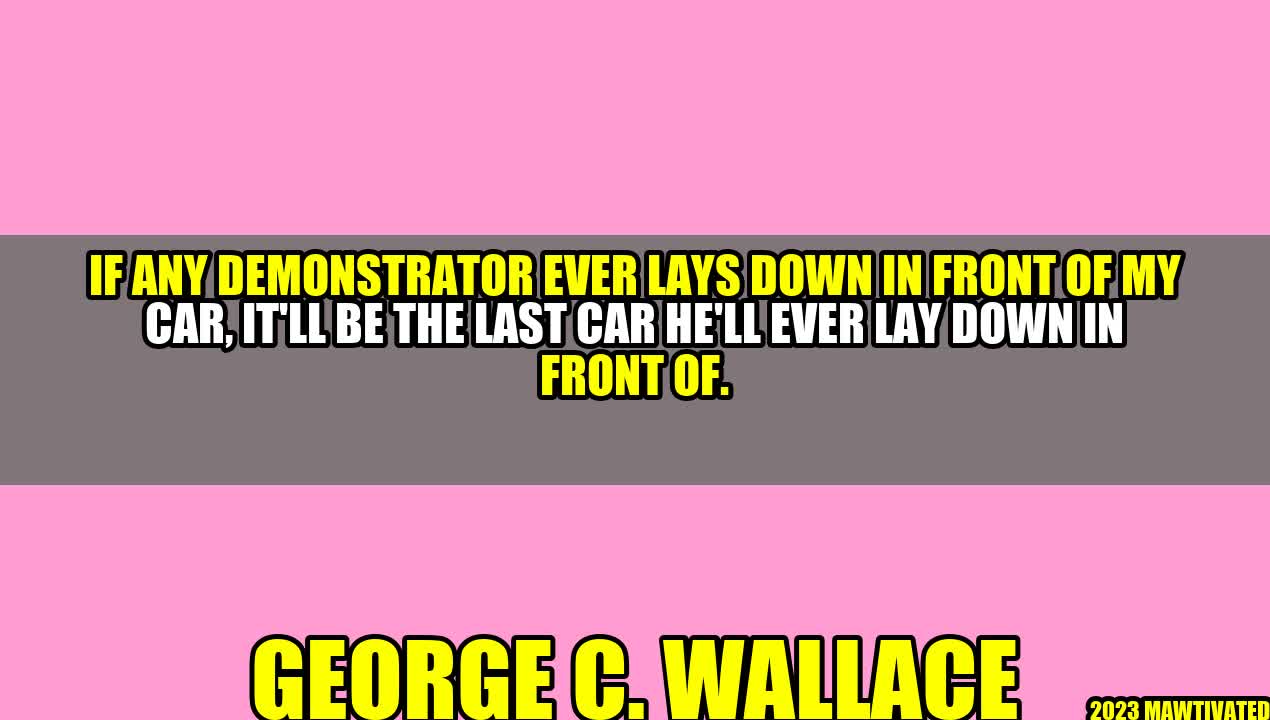 IF ANY DEMONSTRATOR EVER LAYS DOWN IN FRONT OF MY
CAR, IT'LL BE THE LAST CAR HE'LL EVER LAY DOWN IN
FRONT OF.
GEORGE C. WALLACE
2023 MAWTIVATED